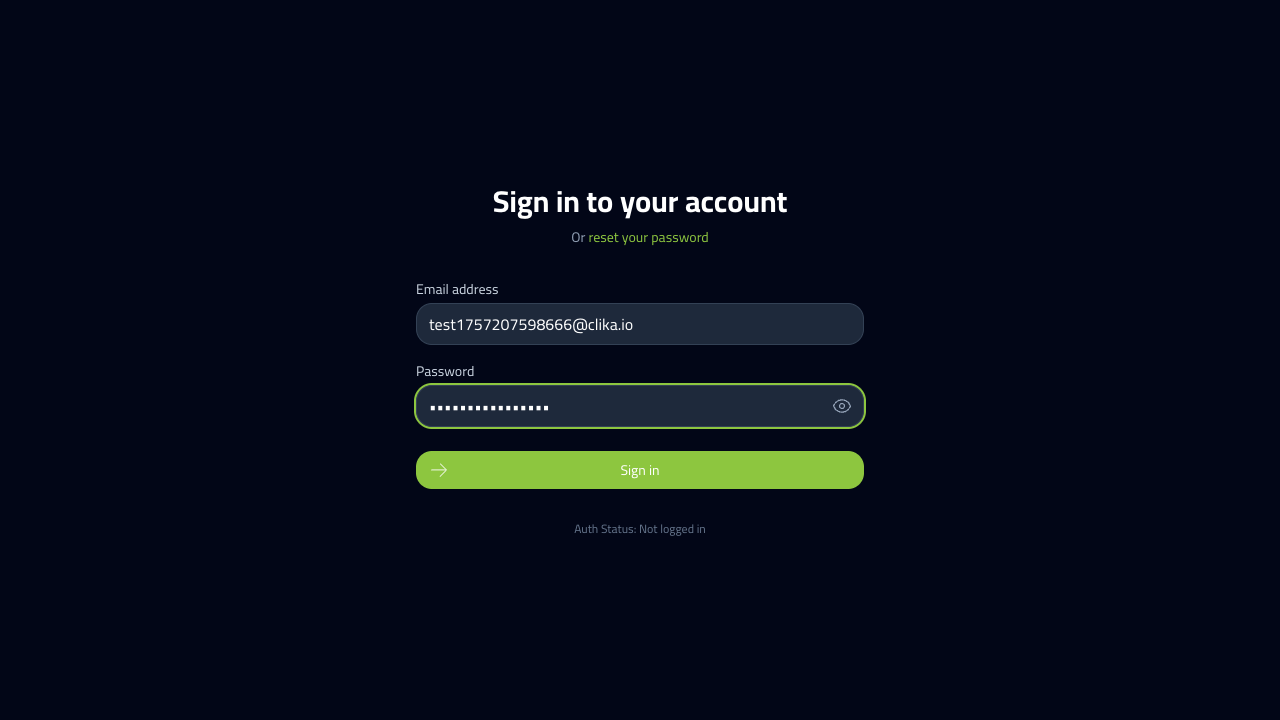 Sign in to your account
Or reset your password
Email address
test1757207598666@clika.io
Password
▪▪▪▪▪▪▪▪▪▪▪▪▪▪▪▪
Sign in
Auth Status: Not logged in